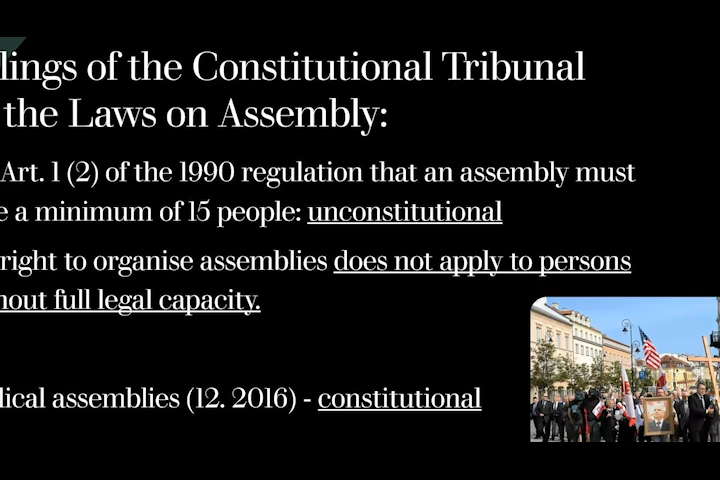 lings of the Constitutional Tribunal
the Laws on Assembly:
Art. 1 (2) of the 1990 regulation that an assembly must
e a minimum of 15 people: unconstitutional
right to organise assemblies does not apply to persons
hout full legal capacity.
lical assemblies (12. 2016) - constitutional